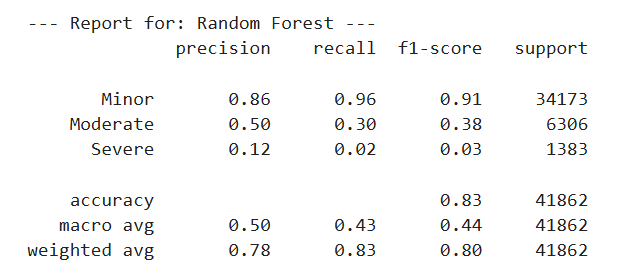 --- Report for: Random Forest ---
precision recall f1-score support
Minor 0.86 0.96 0.91 34173
Moderate 0.50 0.30 0.38 6306
Severe 0.12 0.02 0.03 1383
accuracy 0.83 41862
macro avg 0.50 0.43 0.44 41862
weighted avg 0.78 0.83 0.80 41862